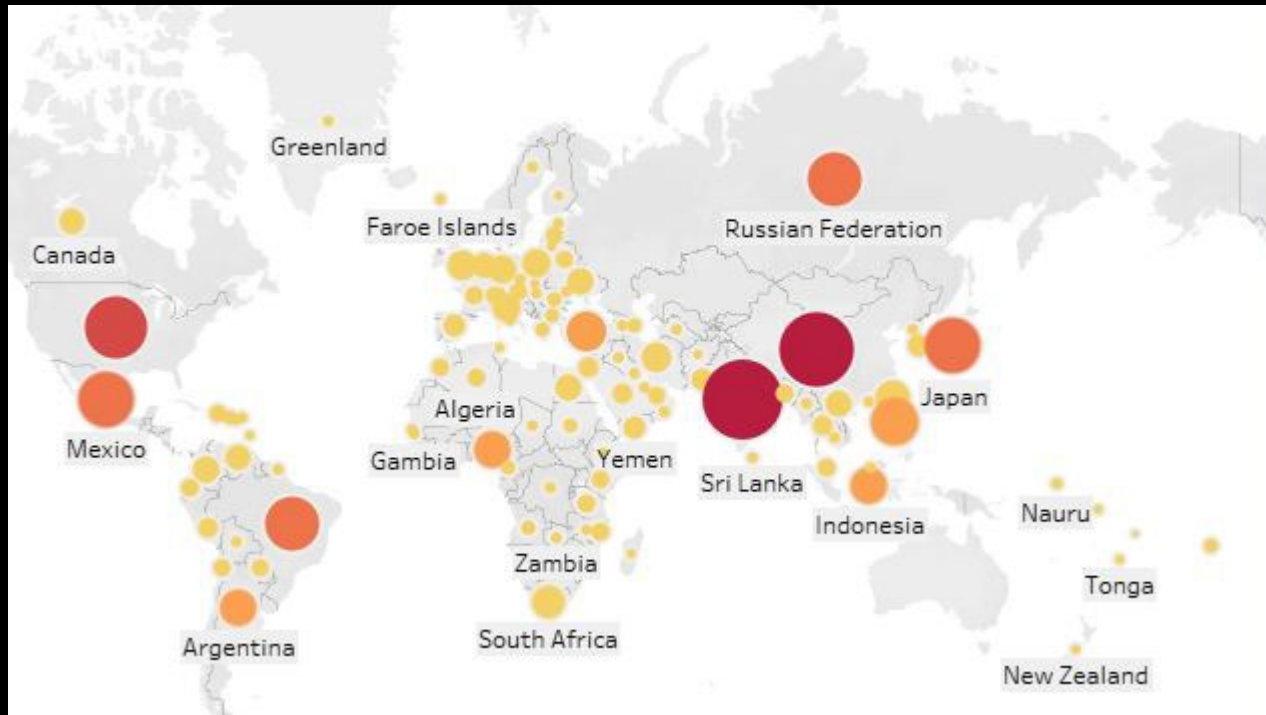 Greenland
Faroe Islands
Russian Federation
Canada
Japan
Algeria
Mexico
Gambia
Yemen
Sri Lanka
Nauru
Indonesia
Zambia
Tonga
South Africa
Argentina
New Zealand